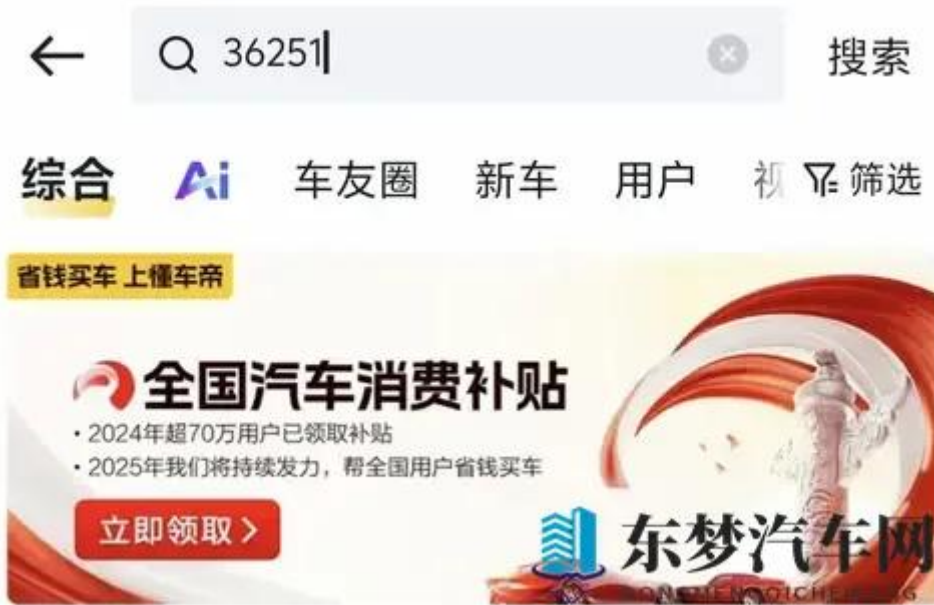 36251 搜索
综合 Ai 车友圈 新车 用户 筛选
省钱买车 上懂车帝
全国汽车消费补贴
·2024年超70万用户已领取补贴
·2025年我们将持续发力，帮全国用户省钱买车
立即领取>
东梦汽车网